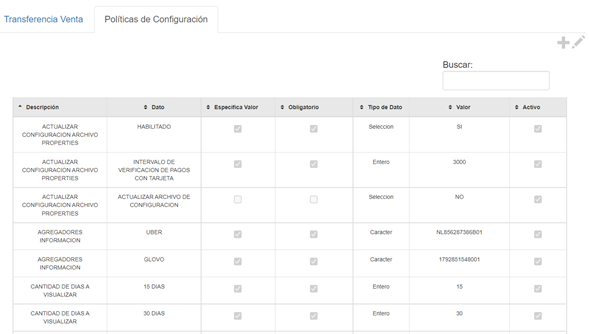 Transferencia Venta
Políticas de Configuración
Buscar:
Descripción Dato Especifica Valor Obligatorio Tipo de Dato Valor Activo
ACTUALIZAR CONFIGURACION ARCHIVO PROPERTIES HABILITADO Seleccion SI
ACTUALIZAR CONFIGURACION ARCHIVO PROPERTIES INTERVALO DE VERIFICACION DE PAGOS CON TARJETA Entero 3000
ACTUALIZAR CONFIGURACION ARCHIVO PROPERTIES ACTUALIZAR ARCHIVO DE CONFIGURACION Seleccion NO
AGREGADORES INFORMACION UBER Caracter NL856287386B01
AGREGADORES INFORMACION GLOVO Caracter 1792851548001
CANTIDAD DE DIAS A VISUALIZAR 15 DIAS Entero 15
CANTIDAD DE DIAS A VISUALIZAR 30 DIAS Entero 30